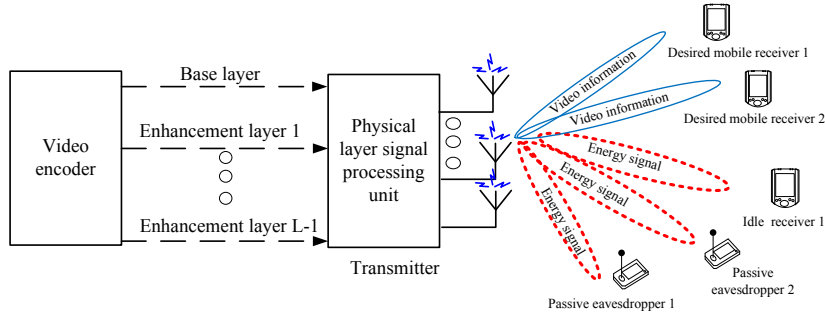 Video
encoder
Base layer
Enhancement layer 1
Enhancement layer L-1
Physical
layer signal
processing
unit
Transmitter
Video information
Video information
Energy signal
Energy signal
Energy signal
Desired mobile receiver 1
Desired mobile receiver 2
Idle receiver 1
Passive
eavesdropper 2
Passive eavesdropper 1